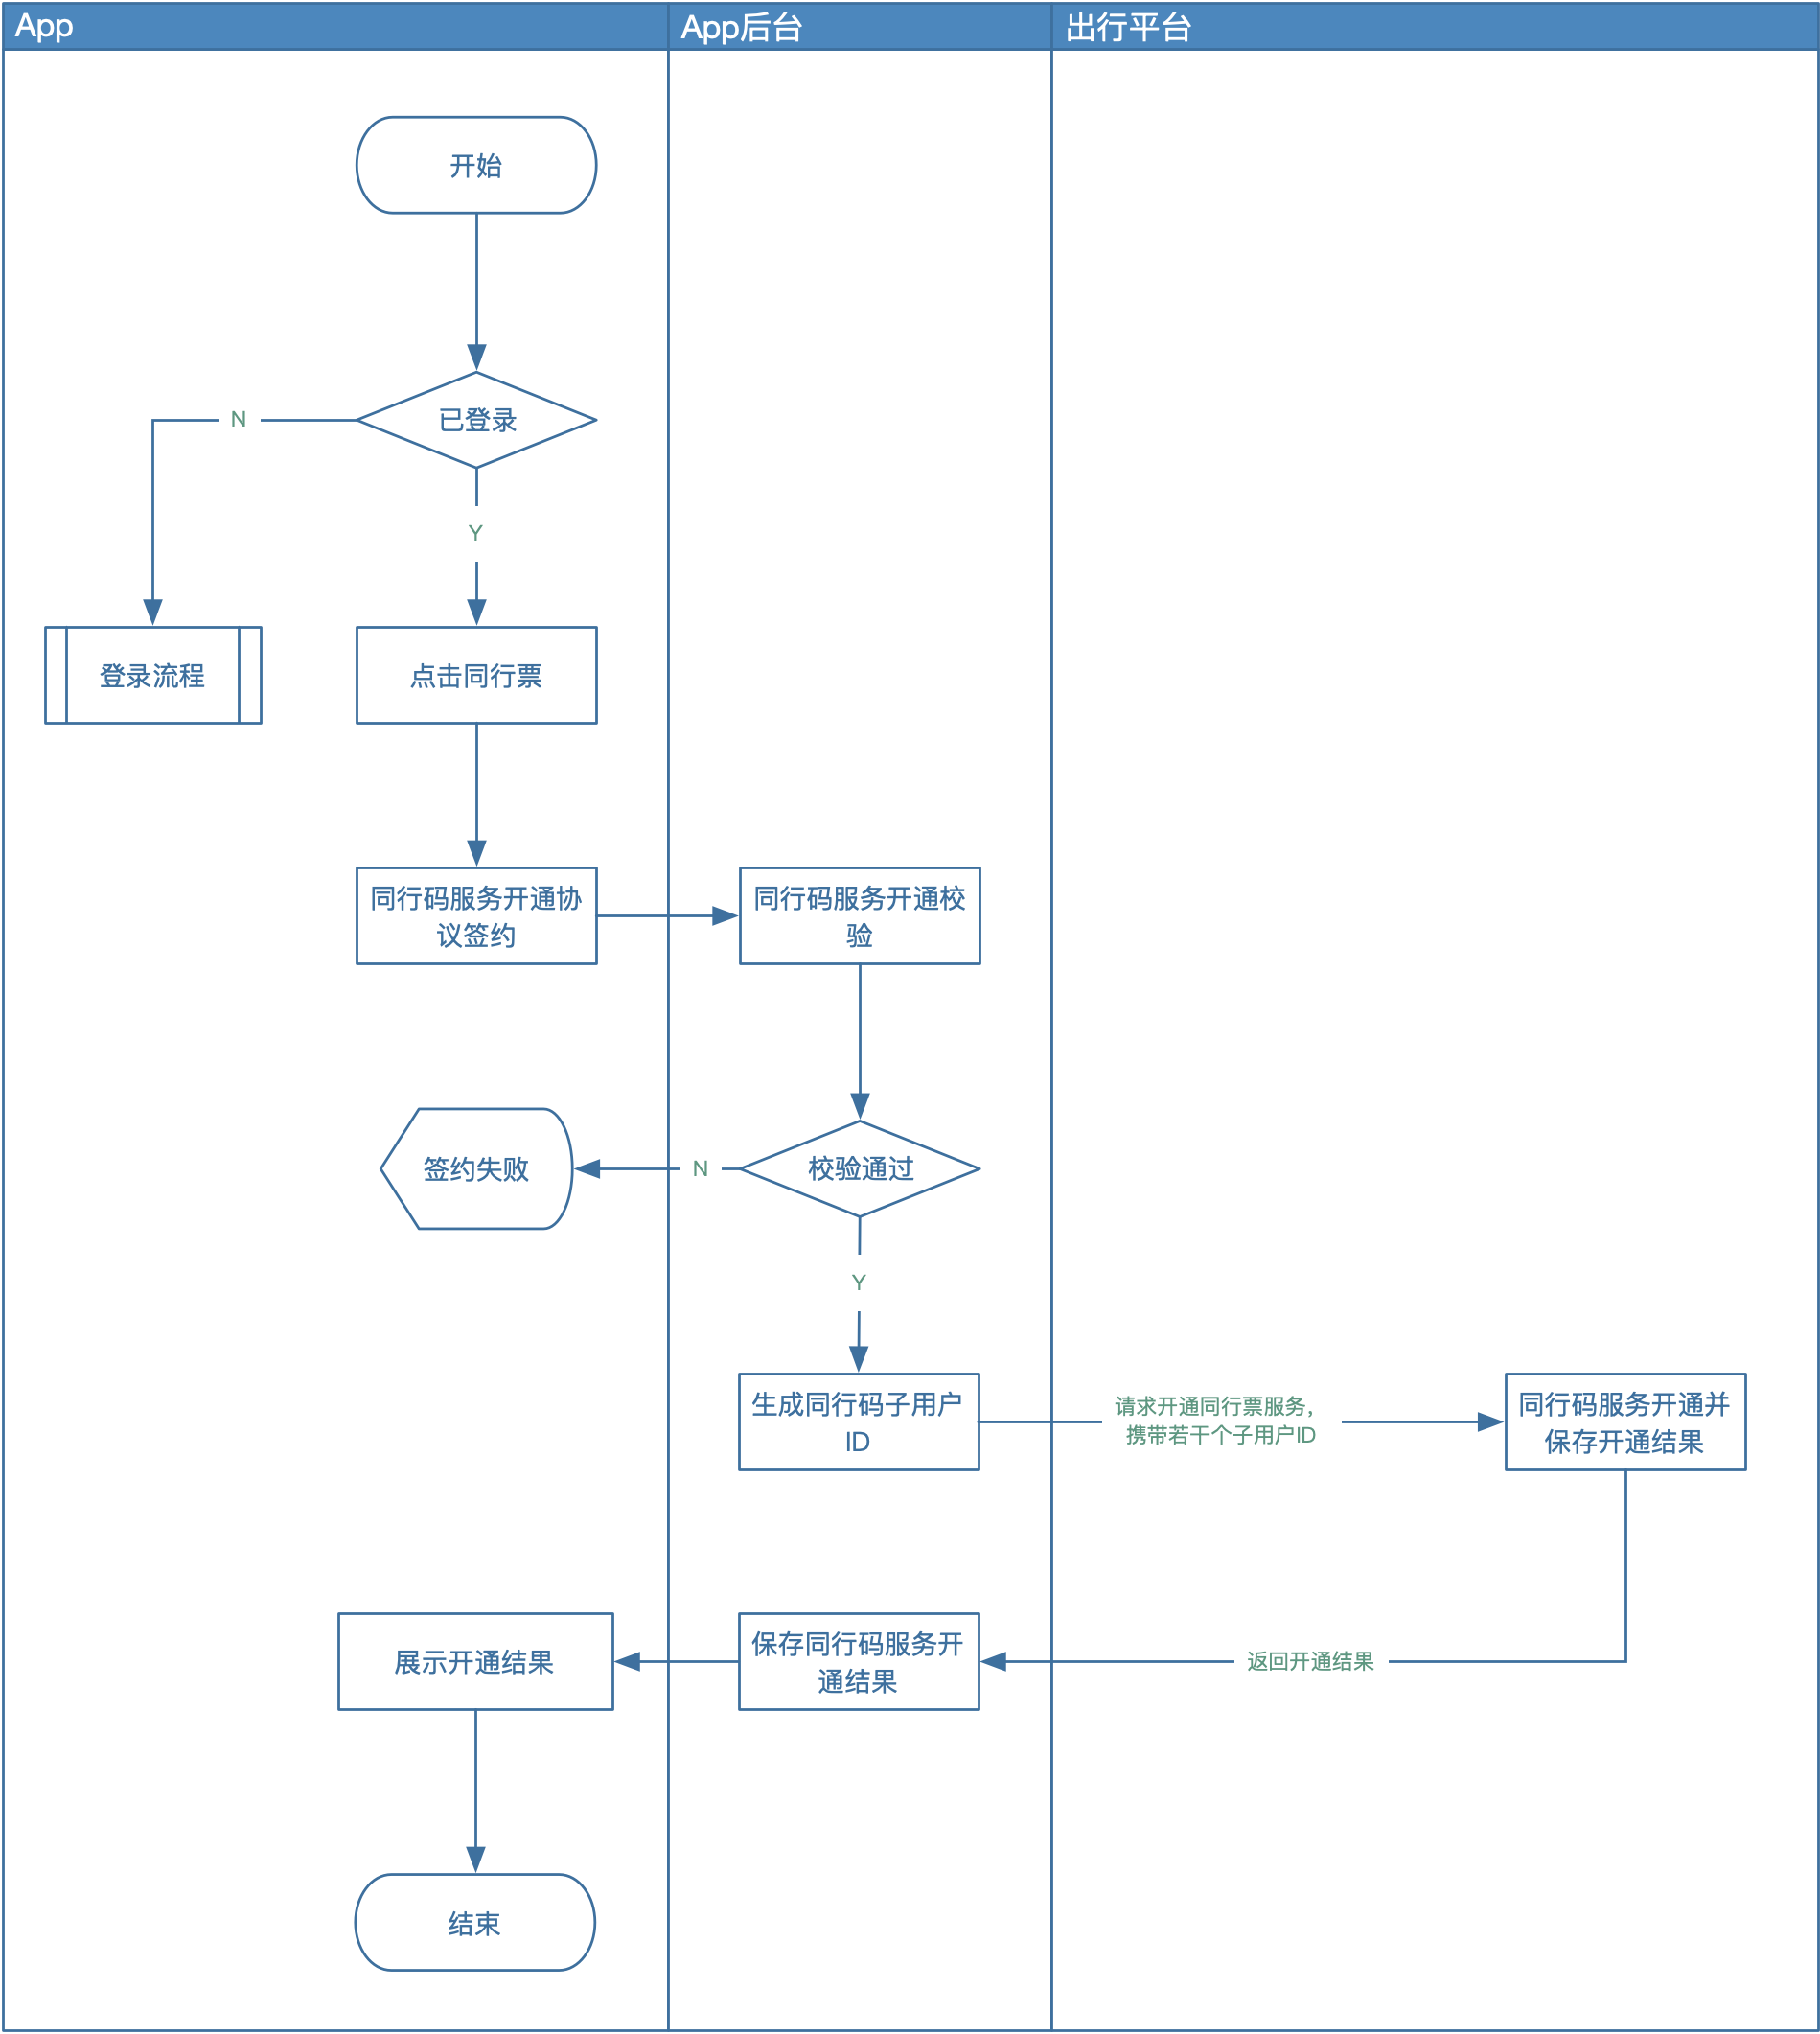 App
App后台
出行平台
开始
已登录
N
Y
登录流程
点击同行票
同行码服务开通协
议签约
同行码服务开通校
验
签约失败
N
校验通过
Y
生成同行码子用户
ID
请求开通同行票服务，
携带若干个子用户ID
同行码服务开通并
保存开通结果
展示开通结果
保存同行码服务开
通结果
返回开通结果
结束